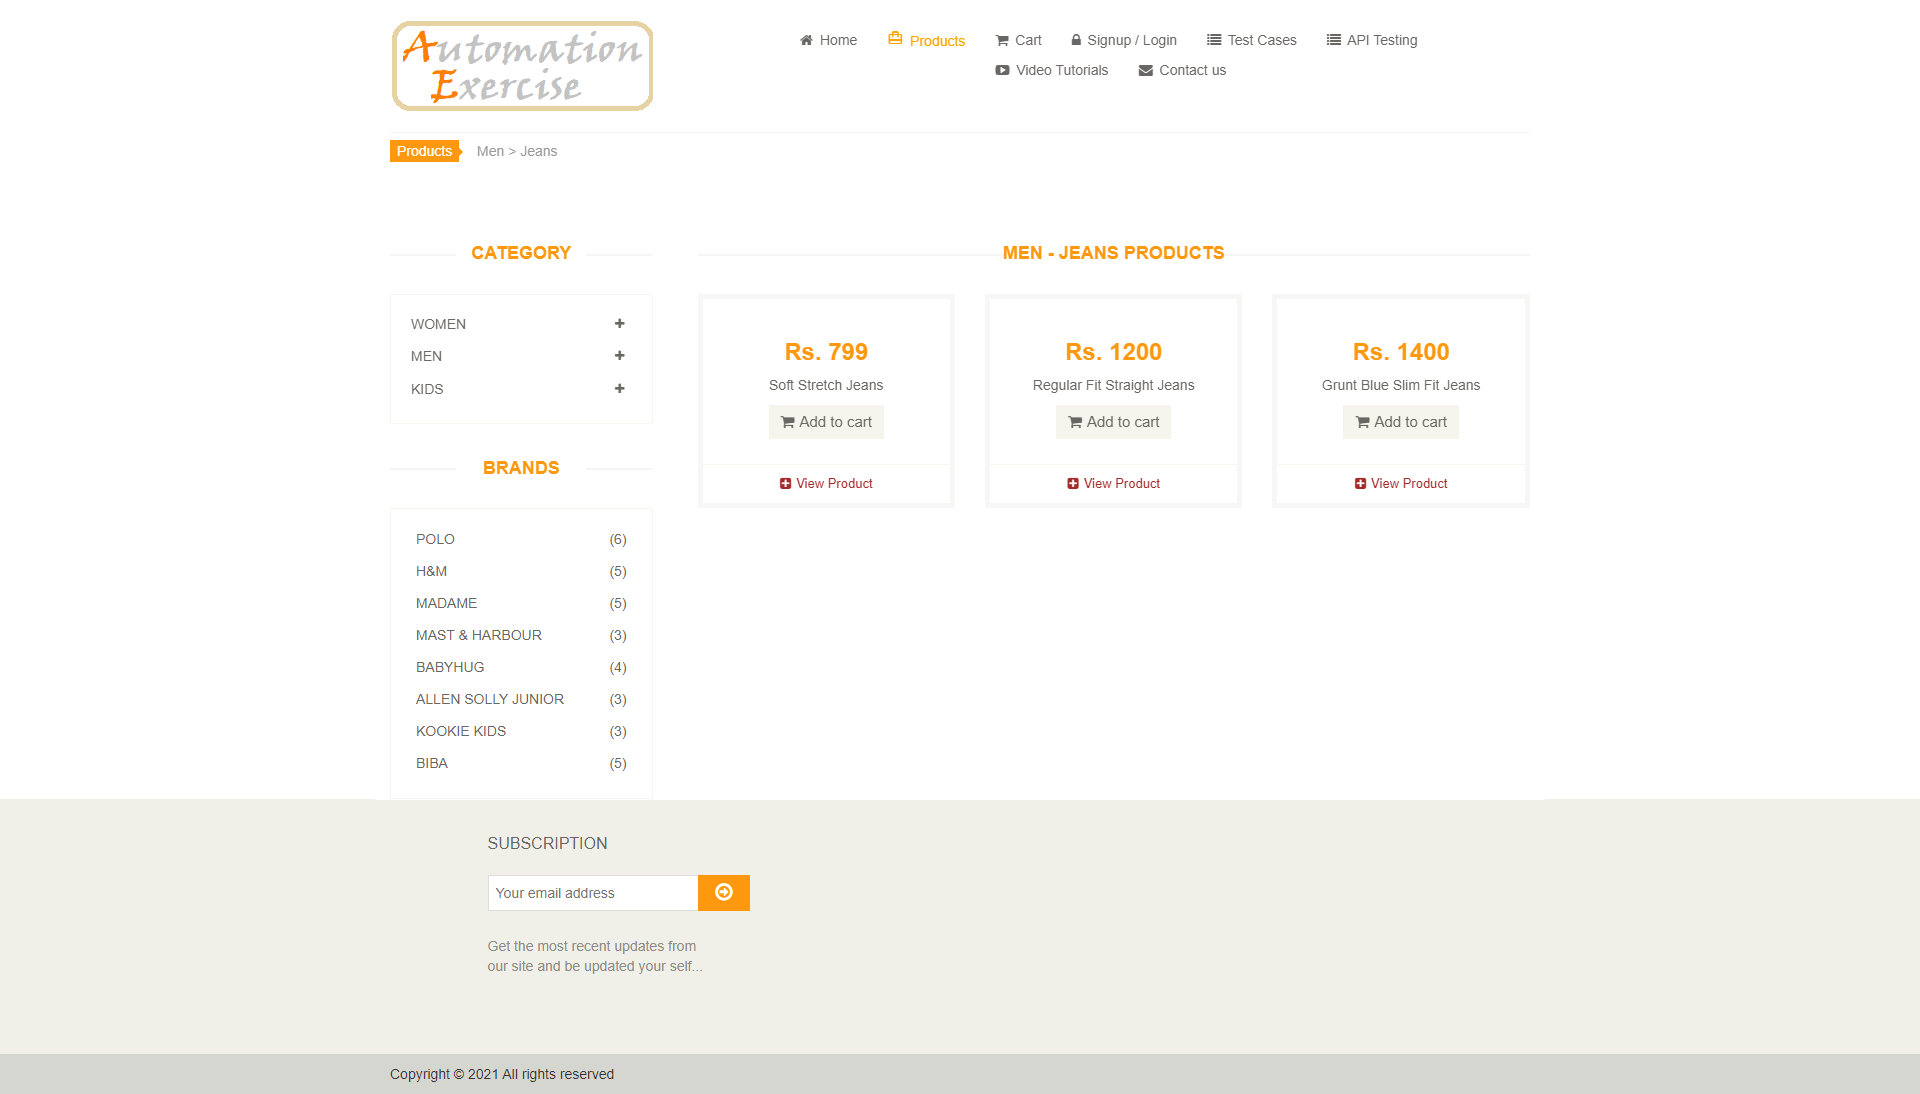 Automation
Exercise
Home
Products
Cart
Signup / Login
Test Cases
API Testing
Video Tutorials
Contact us
Products
Men > Jeans
CATEGORY
WOMEN
MEN
KIDS
BRANDS
POLO (6)
H&M (5)
MADAME (5)
MAST & HARBOUR (3)
BABYHUG (4)
ALLEN SOLLY JUNIOR (3)
KOOKIE KIDS (3)
BIBA (5)
MEN - JEANS PRODUCTS
Rs. 799
Soft Stretch Jeans
Add to cart
View Product
Rs. 1200
Regular Fit Straight Jeans
Add to cart
View Product
Rs. 1400
Grunt Blue Slim Fit Jeans
Add to cart
View Product
SUBSCRIPTION
Your email address
Get the most recent updates from
our site and be updated your self...
Copyright © 2021 All rights reserved